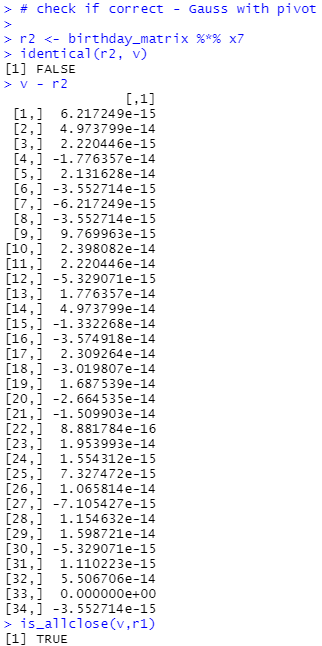 > # check if correct - Gauss with pivot
>
> r2 <- birthday_matrix %*% x7
> identical(r2, v)
[1] FALSE
> v - r2
[,1]
[1,] 6.217249e-15
[2,] 4.973799e-14
[3,] 2.220446e-15
[4,] -1.776357e-14
[5,] 2.131628e-14
[6,] -3.552714e-15
[7,] -6.217249e-15
[8,] -3.552714e-15
[9,] 9.769963e-15
[10,] 2.398082e-14
[11,] 2.220446e-14
[12,] -5.329071e-15
[13,] 1.776357e-14
[14,] 4.973799e-14
[15,] -1.332268e-14
[16,] -3.574918e-14
[17,] 2.309264e-14
[18,] -3.019807e-14
[19,] 1.687539e-14
[20,] -2.664535e-14
[21,] -1.509903e-14
[22,] 8.881784e-16
[23,] 1.953993e-14
[24,] 1.554312e-15
[25,] 7.327472e-15
[26,] 1.065814e-14
[27,] -7.105427e-15
[28,] 1.154632e-14
[29,] 1.598721e-14
[30,] -5.329071e-15
[31,] 1.110223e-15
[32,] 5.506706e-14
[33,] 0.000000e+00
[34,] -3.552714e-15
> is_allclose(v,r1)
[1] TRUE